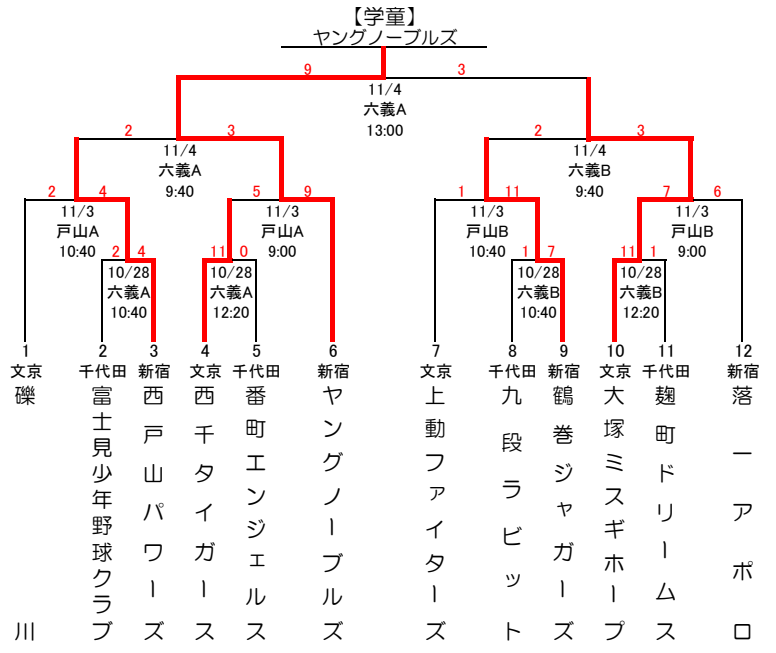 【学童】
ヤングノーブルズ
9 3
11/4
六義A
13:00
2 3 2 3
11/4 11/4
六義A 六義B
9:40 9:40
2 4 5 9 1 11 7 6
11/3 11/3 11/3 11/3
戸山A 戸山A 戸山B 戸山B
10:40 9:00 10:40 9:00
2 4 11 0 1 7 11 1
10/28 10/28 10/28 10/28
六義A 六義A 六義B 六義B
10:40 12:20 10:40 12:20
1 2 3 4 5 6 7 8 9 10 11 12
文京 千代田 新宿 文京 千代田 新宿 文京 千代田 新宿 文京 千代田 新宿
礫川
富士見少年野球クラブ
西戸山パワーズ
西千タイガース
番町エンジェルス
ヤングノーブルズ
上動ファイターズ
九段ラビット
鶴巻ジャガーズ
大塚ミスギホープ
麹町ドリームス
落一アポロ